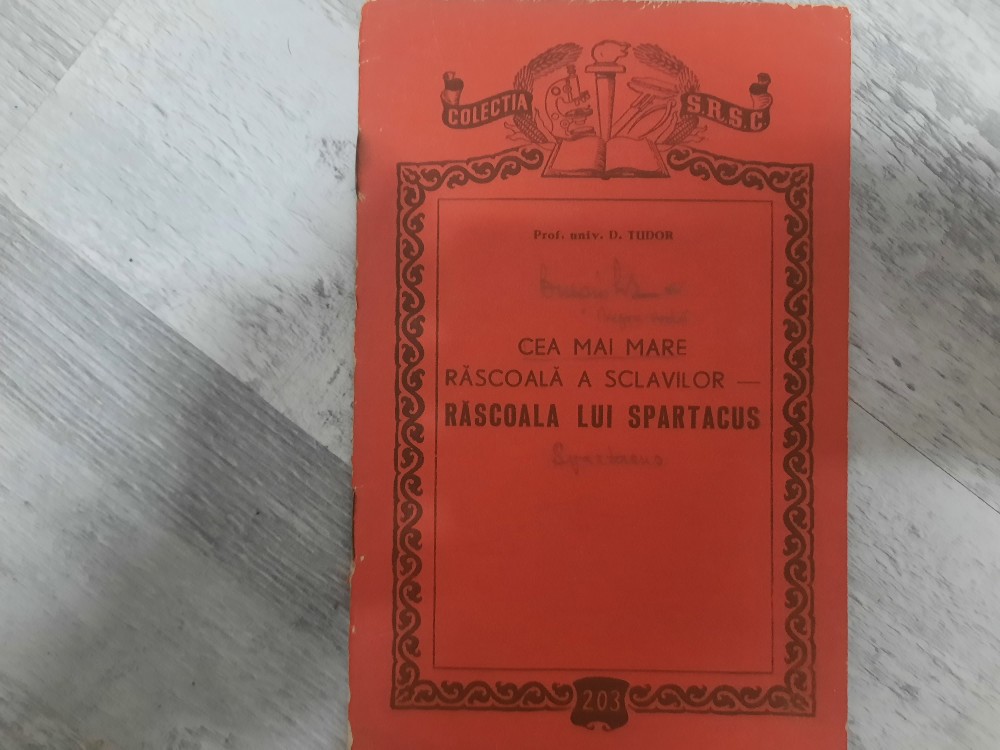 COLECTIA S.R.S.C.
Prof. univ. D. TUDOR
CEA MAI MARE
RĂSCOALĂ A SCLAVILOR —
RĂSCOALA LUI SPARTACUS
203